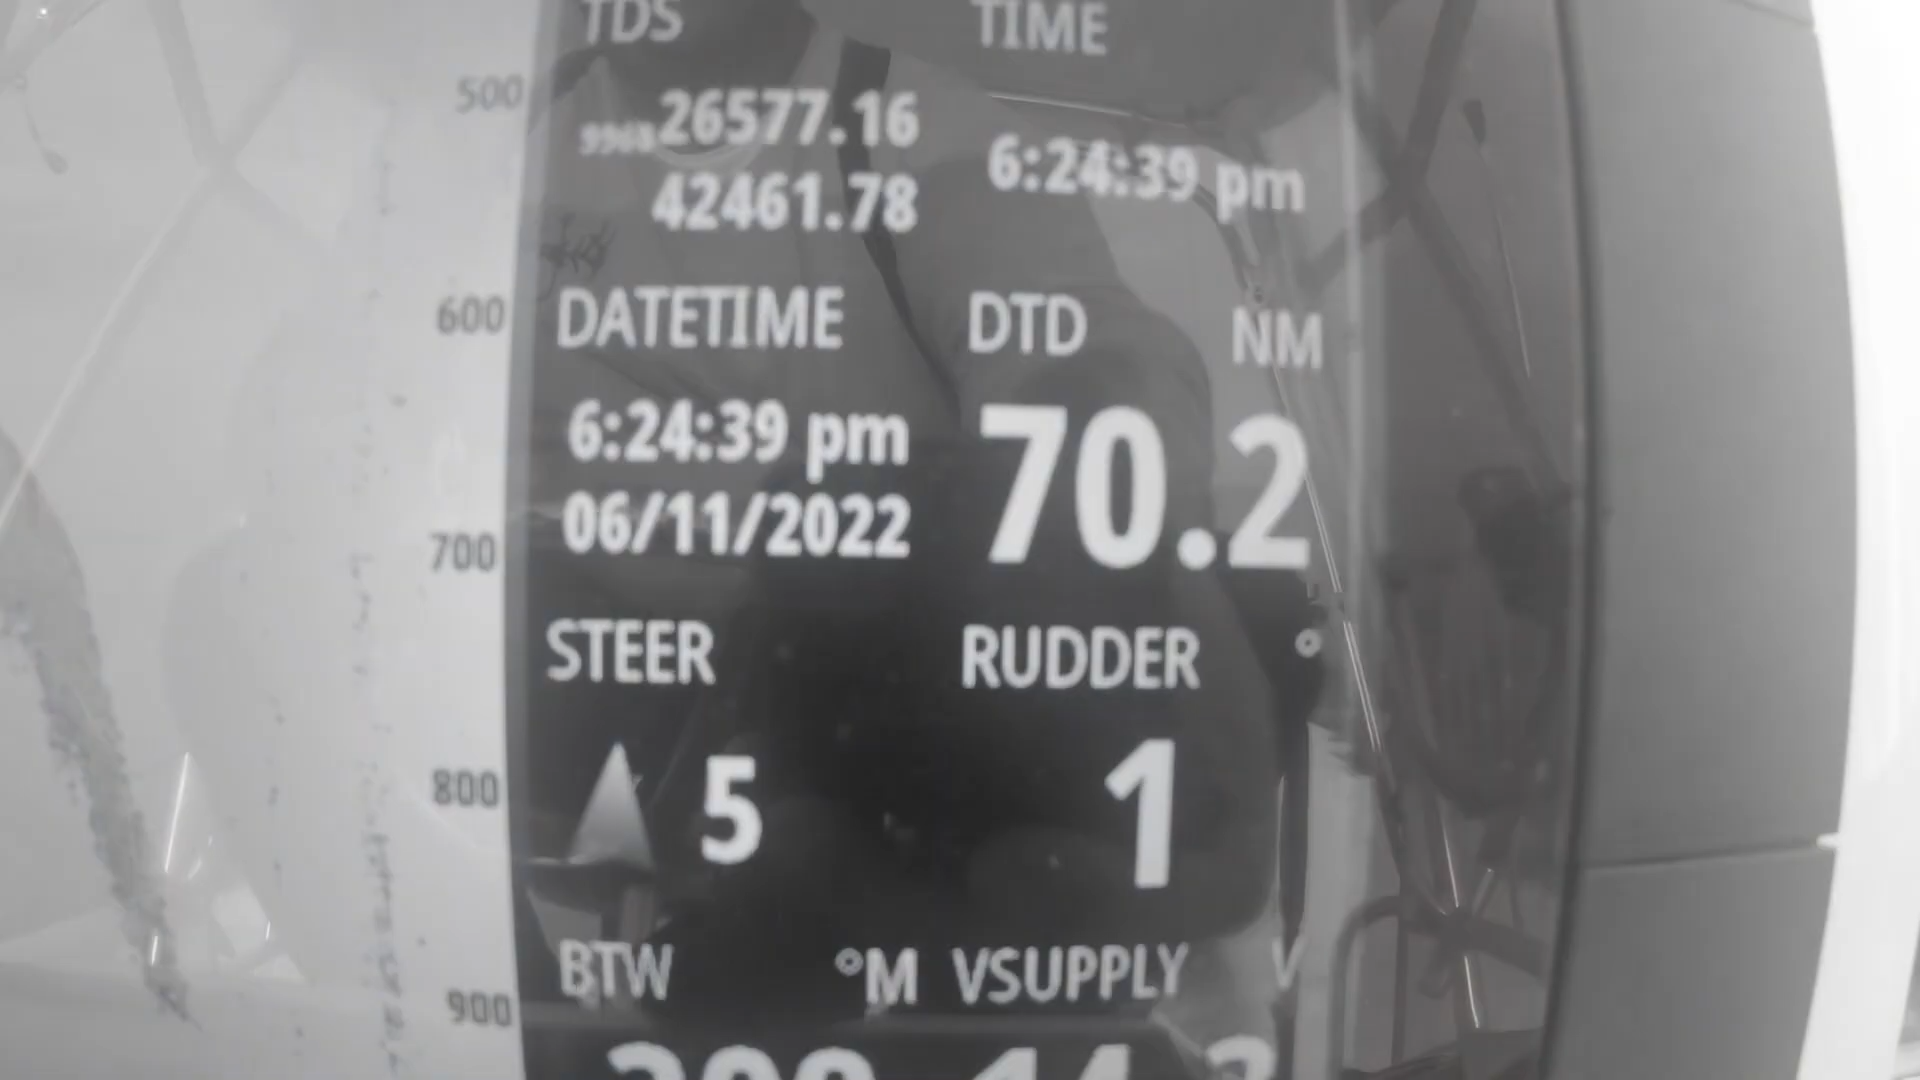 TDS TIME
500
26577.16
42461.78
6:24:39 pm
600
DATETIME DTD NM
6:24:39 pm
06/11/2022
70.2
700
STEER RUDDER °
800
5 1
BTW °M VSUPPLY V
900